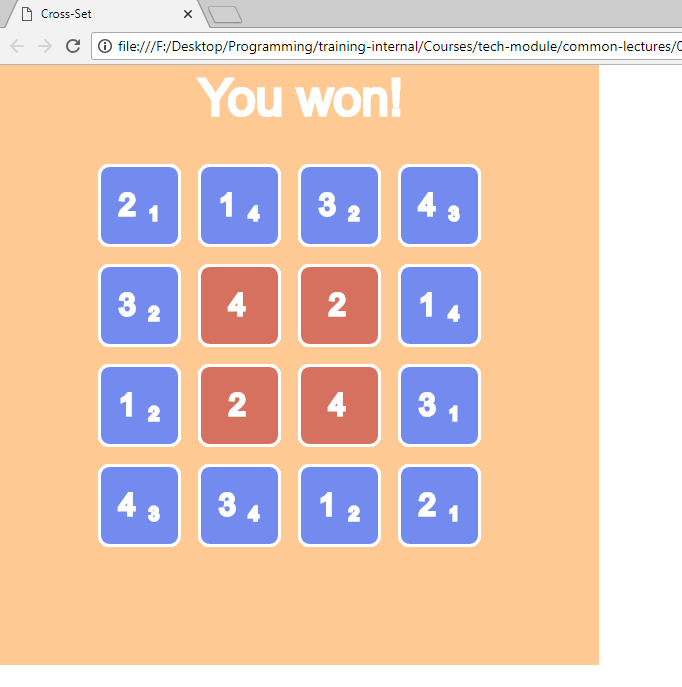 Cross-Set
file:///F:/Desktop/Programming/training-internal/Courses/tech-module/common-lectures/
You won!
2 1 1 4 3 2 4 3
3 2 4 2 1 4
1 2 2 4 3 1
4 3 3 4 1 2 2 1